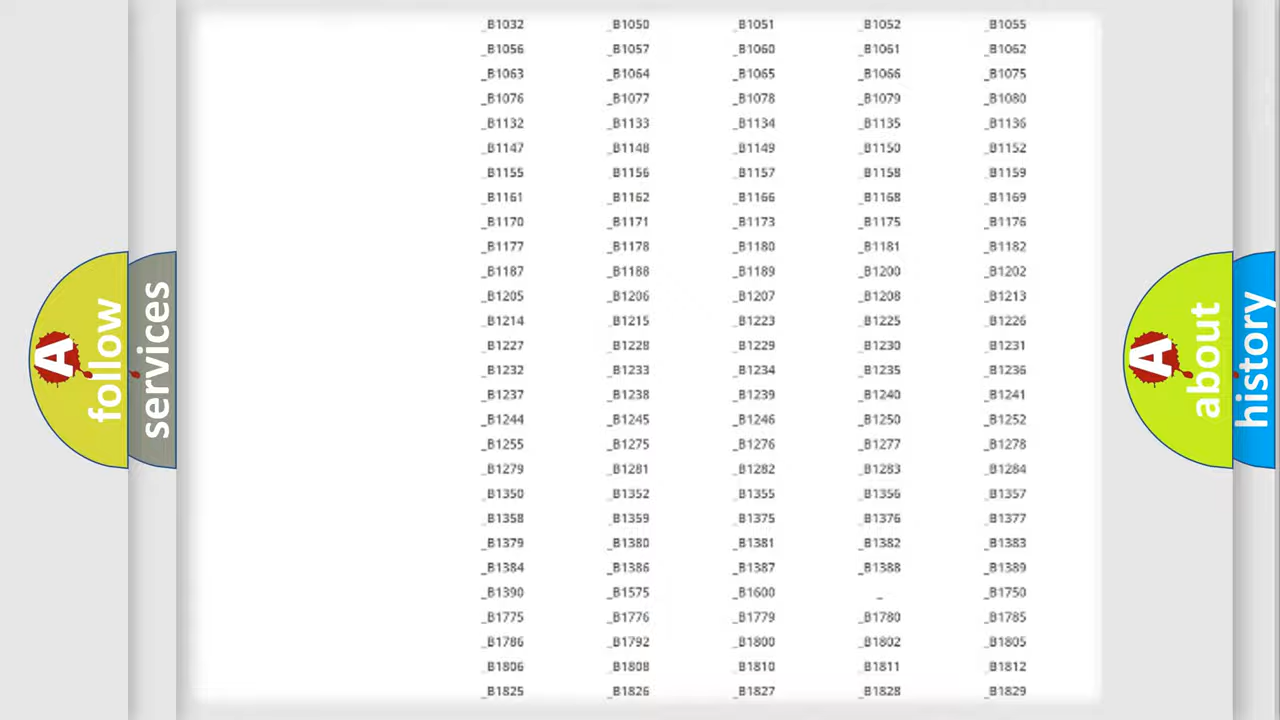 _B1032 _B1050 _B1051 _B1052 _B1055
_B1056 _B1057 _B1060 _B1061 _B1062
_B1063 _B1064 _B1065 _B1066 _B1075
_B1076 _B1077 _B1078 _B1079 _B1080
_B1132 _B1133 _B1134 _B1135 _B1136
_B1147 _B1148 _B1149 _B1150 _B1152
_B1155 _B1156 _B1157 _B1158 _B1159
_B1161 _B1162 _B1166 _B1168 _B1169
_B1170 _B1171 _B1173 _B1175 _B1176
_B1177 _B1178 _B1180 _B1181 _B1182
_B1187 _B1188 _B1189 _B1200 _B1202
_B1205 _B1206 _B1207 _B1208 _B1213
_B1214 _B1215 _B1223 _B1225 _B1226
_B1227 _B1228 _B1229 _B1230 _B1231
_B1232 _B1233 _B1234 _B1235 _B1236
_B1237 _B1238 _B1239 _B1240 _B1241
_B1244 _B1245 _B1246 _B1250 _B1252
_B1255 _B1275 _B1276 _B1277 _B1278
_B1279 _B1281 _B1282 _B1283 _B1284
_B1350 _B1352 _B1355 _B1356 _B1357
_B1358 _B1359 _B1375 _B1376 _B1377
_B1379 _B1380 _B1381 _B1382 _B1383
_B1384 _B1386 _B1387 _B1388 _B1389
_B1390 _B1575 _B1600 _ _B1750
_B1775 _B1776 _B1779 _B1780 _B1785
_B1786 _B1792 _B1800 _B1802 _B1805
_B1806 _B1808 _B1810 _B1811 _B1812
_B1825 _B1826 _B1827 _B1828 _B1829
A follow
services
A about
history